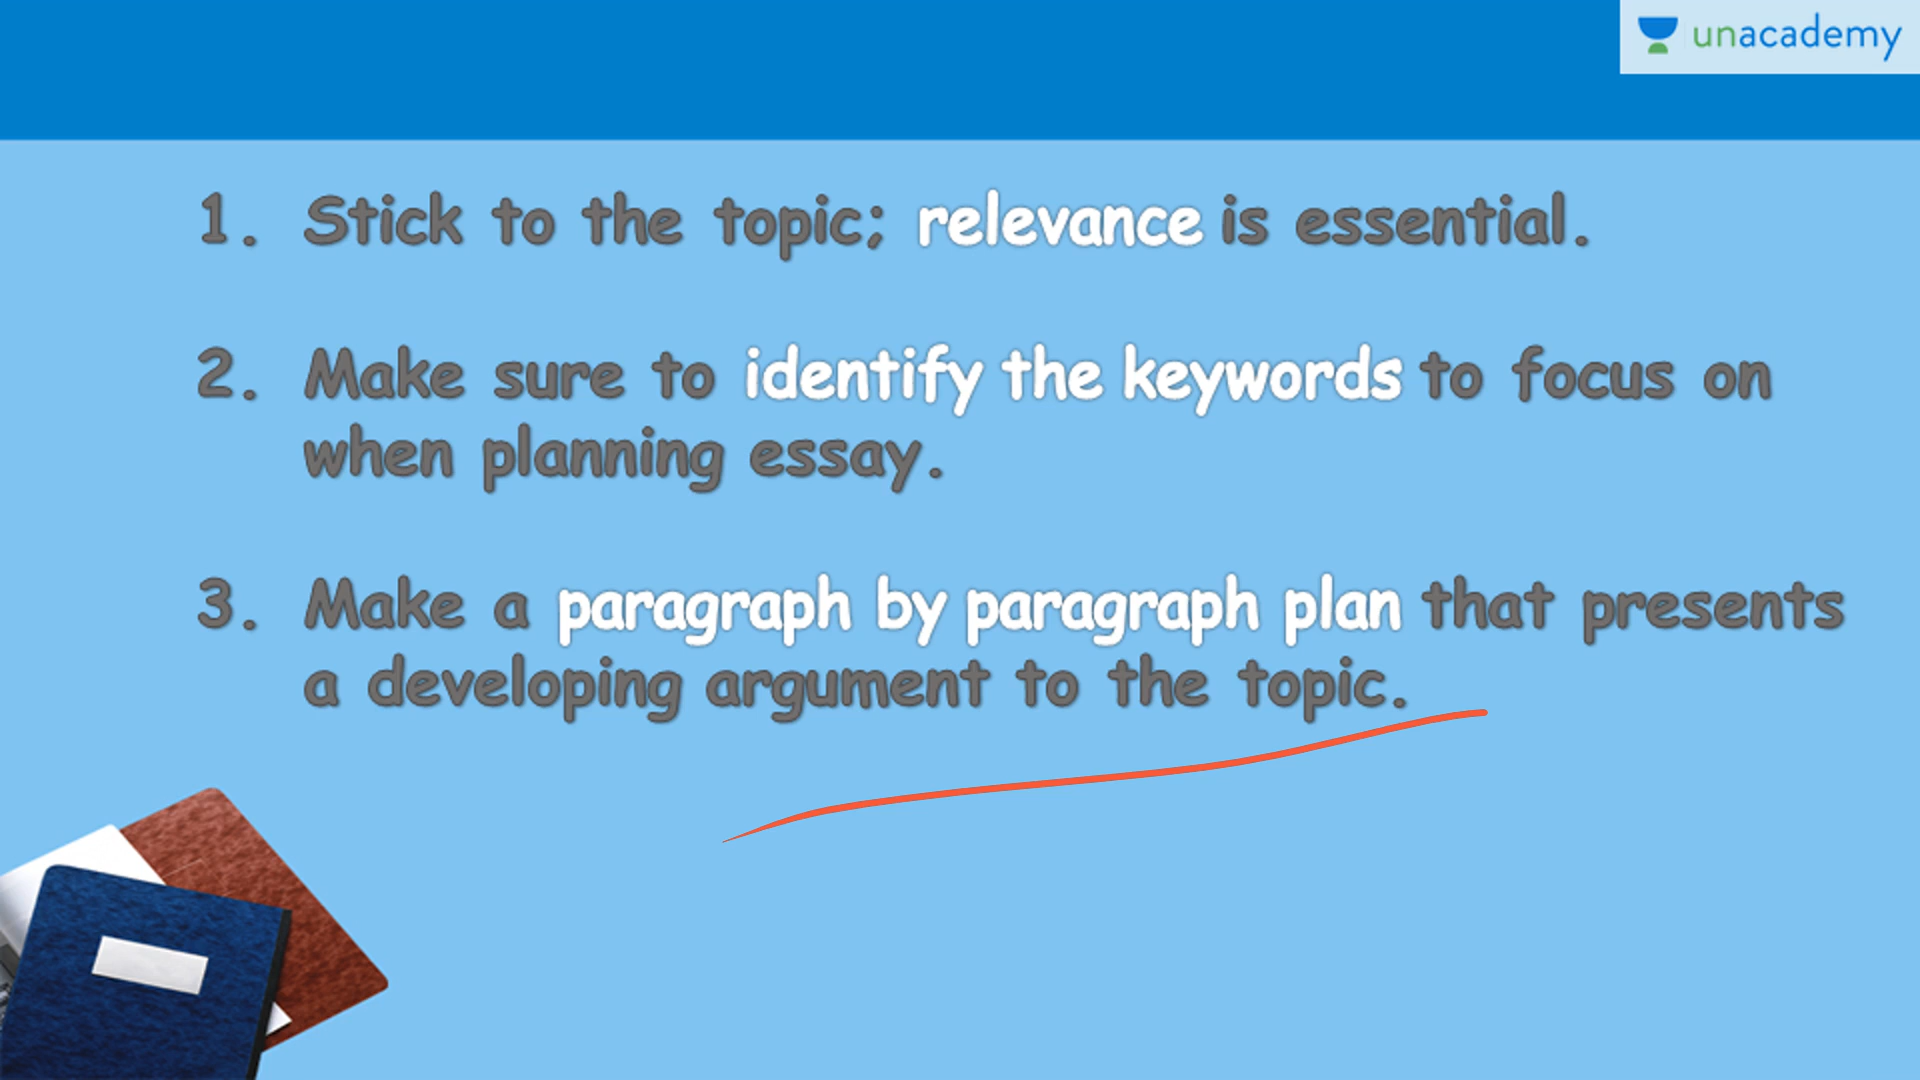 unacademy
1. Stick to the topic; relevance is essential.
2. Make sure to identify the keywords to focus on
when planning essay.
3. Make a paragraph by paragraph plan that presents
a developing argument to the topic.